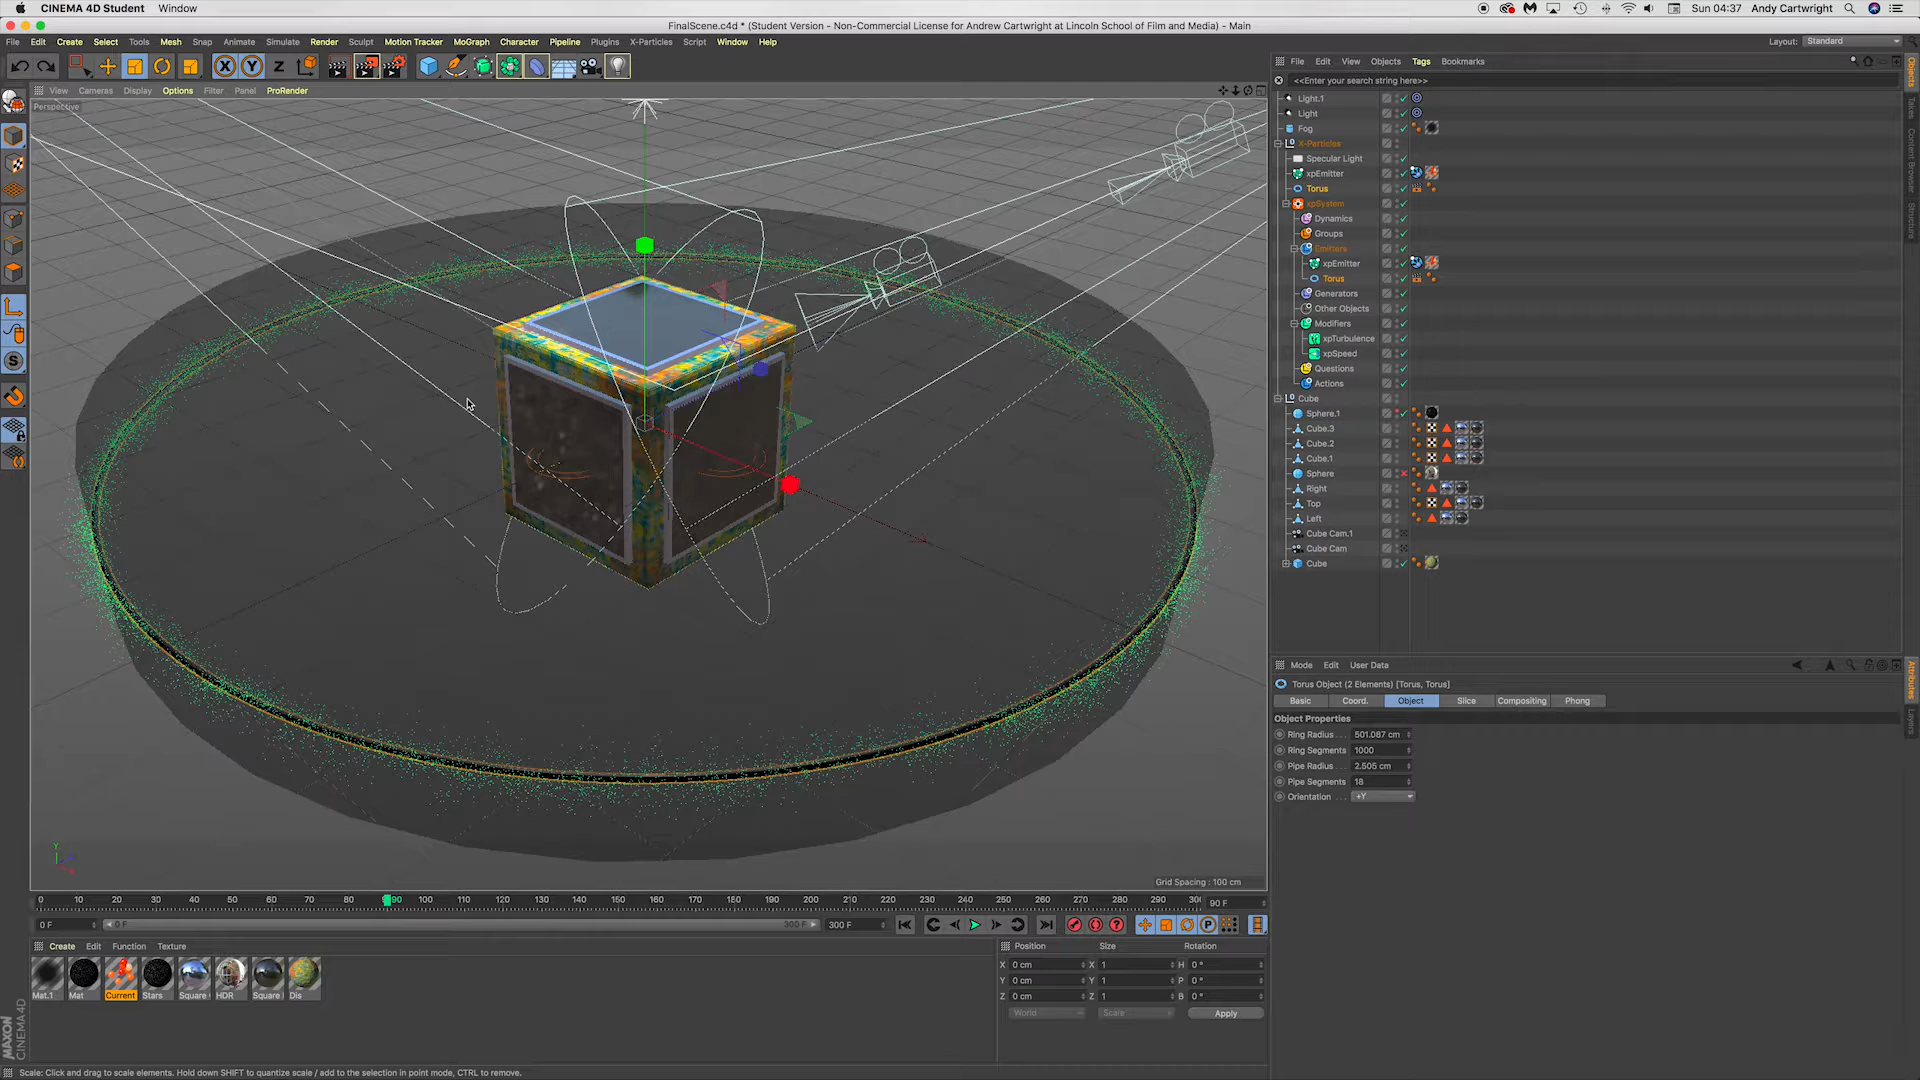 CINEMA 4D Student Window Sun 04:37 Andy Cartwright
FinalScene.c4d * (Student Version - Non-Commercial License for Andrew Cartwright at Lincoln School of Film and Media) - Main
File Edit Create Select Tools Mesh Snap Animate Simulate Render Sculpt Motion Tracker MoGraph Character Pipeline Plugins X-Particles Script Window Help Layout: Standard
X Y Z
File Edit View Objects Tags Bookmarks
<<Enter your search string here>>
View Cameras Display Options Filter Panel ProRender
Perspective
Light.1
Light
Fog
X-Particles
Specular Light
xpEmitter
Torus
xpSystem
Dynamics
Groups
Emitters
xpEmitter
Torus
Generators
Other Objects
Modifiers
xpTurbulence
xpSpeed
Questions
Actions
Cube
Sphere.1
Cube.3
Cube.2
Cube.1
Sphere
Right
Top
Left
Cube Cam.1
Cube Cam
Cube
Objects
Takes
Content Browser
Structure
Mode Edit User Data
Torus Object (2 Elements) [Torus, Torus]
Basic Coord. Object Slice Compositing Phong
Object Properties
Ring Radius . . 501.087 cm
Ring Segments 1000
Pipe Radius . . 2.505 cm
Pipe Segments 18
Orientation . . . +Y
Attributes
Layers
Y
Grid Spacing : 100 cm
0 10 20 30 40 50 60 70 80 90 100 110 120 130 140 150 160 170 180 190 200 210 220 230 240 250 260 270 280 290 300 90 F
0 F 0 F 300 F 300 F
Create Edit Function Texture
Mat.1 Mat Current Stars Square HDR Square Dis
Position Size Rotation
X 0 cm X 1 H 0 °
Y 0 cm Y 1 P 0 °
Z 0 cm Z 1 B 0 °
World Scale Apply
MAXON
CINEMA 4D
Scale: Click and drag to scale elements. Hold down SHIFT to quantize scale / add to the selection in point mode, CTRL to remove.